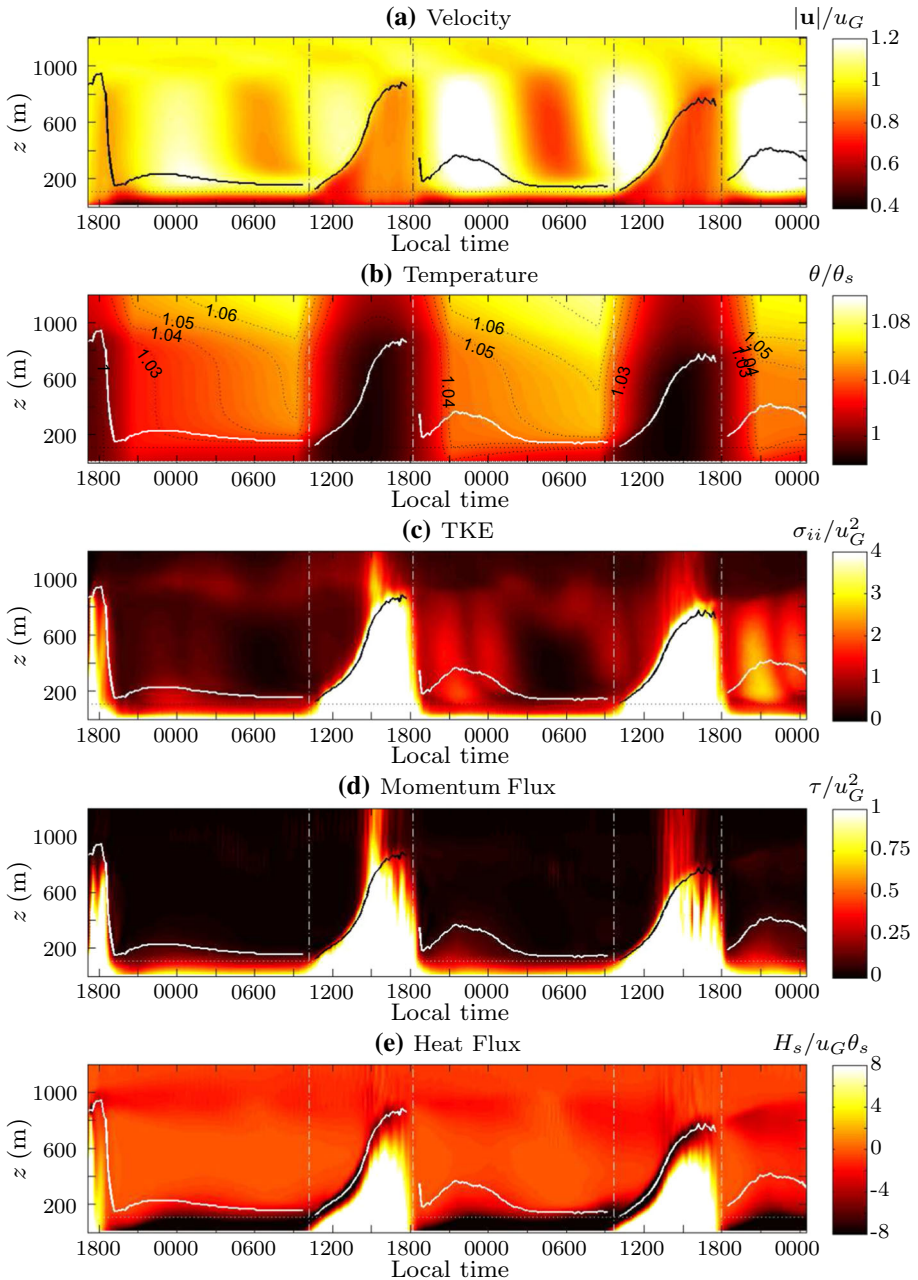 (a) Velocity |u|/u_G
1000
600
200
z (m)
1.2
1
0.8
0.6
0.4
1800 0000 0600 1200 1800 0000 0600 1200 1800 0000
Local time
(b) Temperature θ/θ_s
1000
600
200
z (m)
1.06
1.05
1.04
1.03
1
1.06
1.05
1.04
1.03
1.05
1.04
1.03
1.08
1.04
1
1800 0000 0600 1200 1800 0000 0600 1200 1800 0000
Local time
(c) TKE σ_ii/u_G^2
1000
600
200
z (m)
4
3
2
1
0
1800 0000 0600 1200 1800 0000 0600 1200 1800 0000
Local time
(d) Momentum Flux τ/u_G^2
1000
600
200
z (m)
1
0.75
0.5
0.25
0
1800 0000 0600 1200 1800 0000 0600 1200 1800 0000
Local time
(e) Heat Flux H_s/u_Gθ_s
1000
600
200
z (m)
8
4
0
-4
-8
1800 0000 0600 1200 1800 0000 0600 1200 1800 0000
Local time